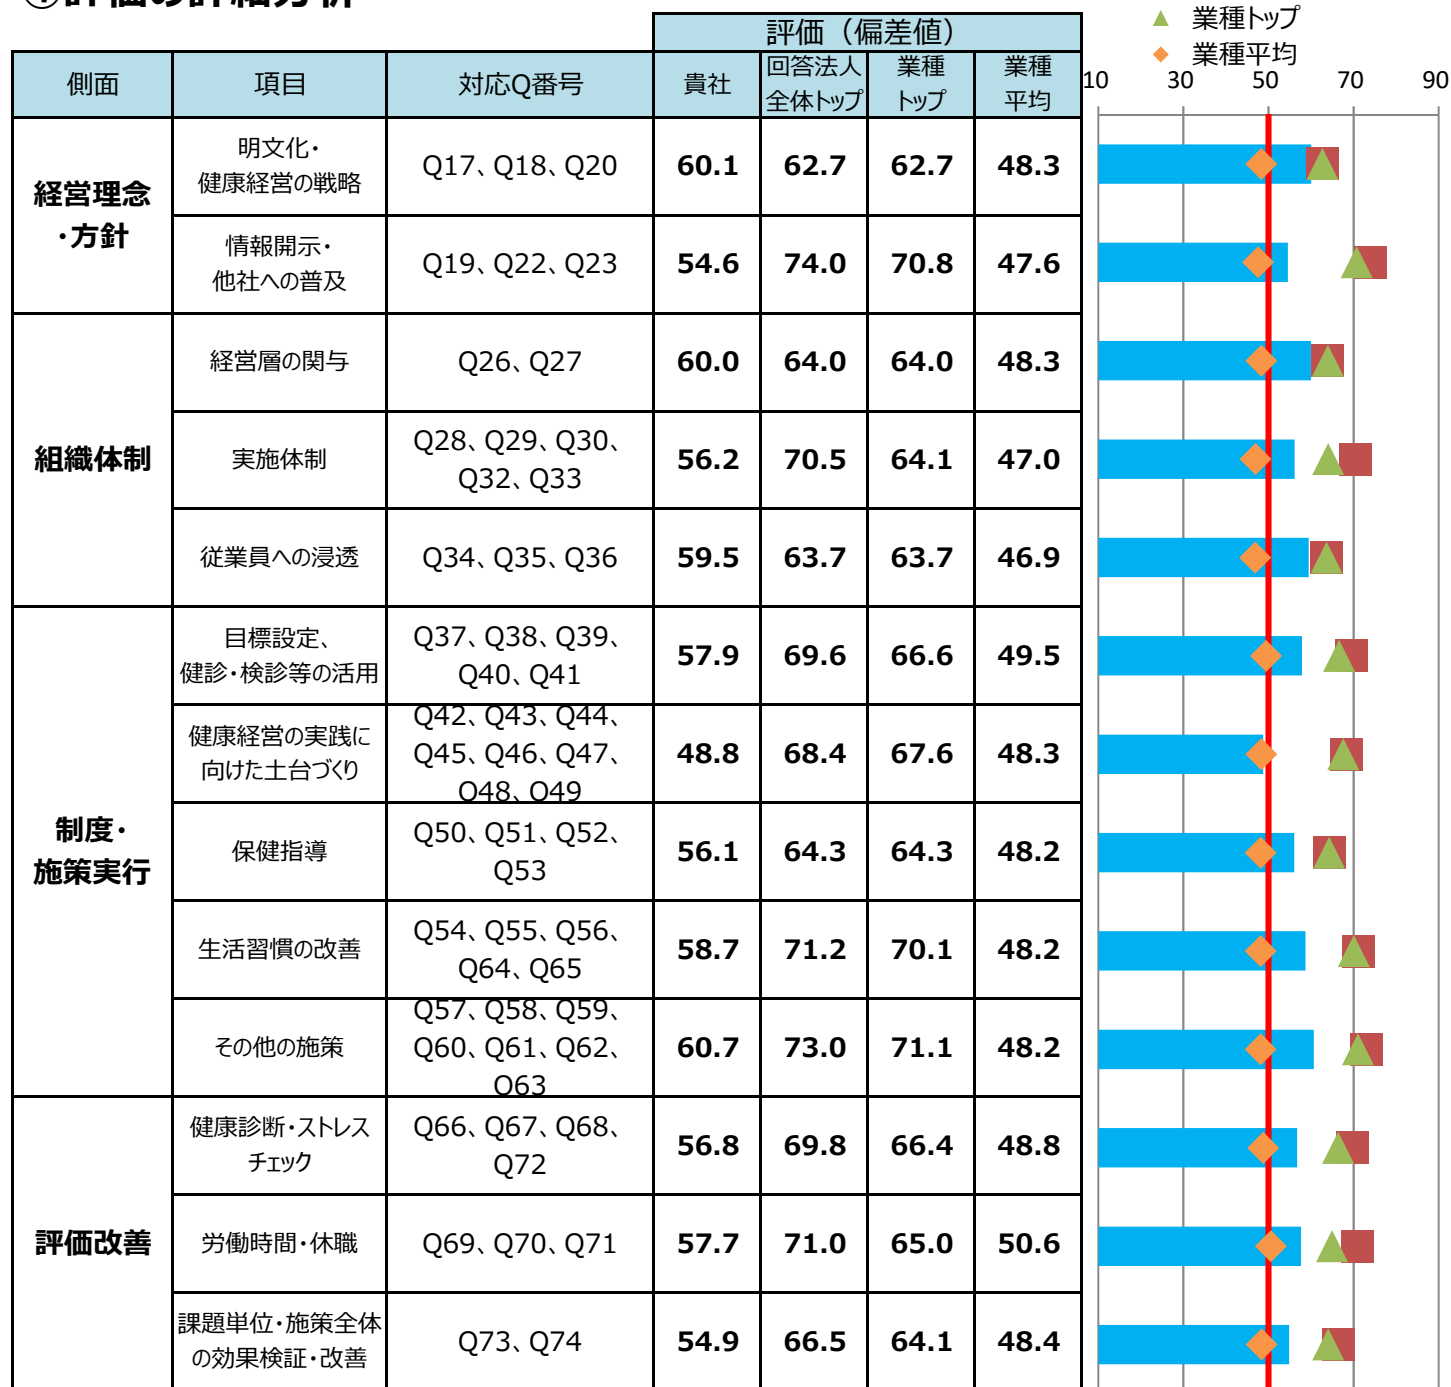 ①評価の詳細分析
▲ 業種トップ
◆ 業種平均
評価（偏差値）
側面 項目 対応Q番号 貴社 回答法人 業種 業種
全体トップ トップ 平均
10 30 50 70 90
経営理念
・方針
明文化・
健康経営の戦略
Q17、Q18、Q20 60.1 62.7 62.7 48.3
情報開示・
他社への普及
Q19、Q22、Q23 54.6 74.0 70.8 47.6
組織体制
経営層の関与 Q26、Q27 60.0 64.0 64.0 48.3
実施体制
Q28、Q29、Q30、
Q32、Q33
56.2 70.5 64.1 47.0
従業員への浸透 Q34、Q35、Q36 59.5 63.7 63.7 46.9
制度・
施策実行
目標設定、
健診・検診等の活用
Q37、Q38、Q39、
Q40、Q41
57.9 69.6 66.6 49.5
健康経営の実践に
向けた土台づくり
Q42、Q43、Q44、
Q45、Q46、Q47、
Q48、Q49
48.8 68.4 67.6 48.3
保健指導
Q50、Q51、Q52、
Q53
56.1 64.3 64.3 48.2
生活習慣の改善
Q54、Q55、Q56、
Q64、Q65
58.7 71.2 70.1 48.2
その他の施策
Q57、Q58、Q59、
Q60、Q61、Q62、
Q63
60.7 73.0 71.1 48.2
評価改善
健康診断・ストレス
チェック
Q66、Q67、Q68、
Q72
56.8 69.8 66.4 48.8
労働時間・休職 Q69、Q70、Q71 57.7 71.0 65.0 50.6
課題単位・施策全体
の効果検証・改善
Q73、Q74 54.9 66.5 64.1 48.4